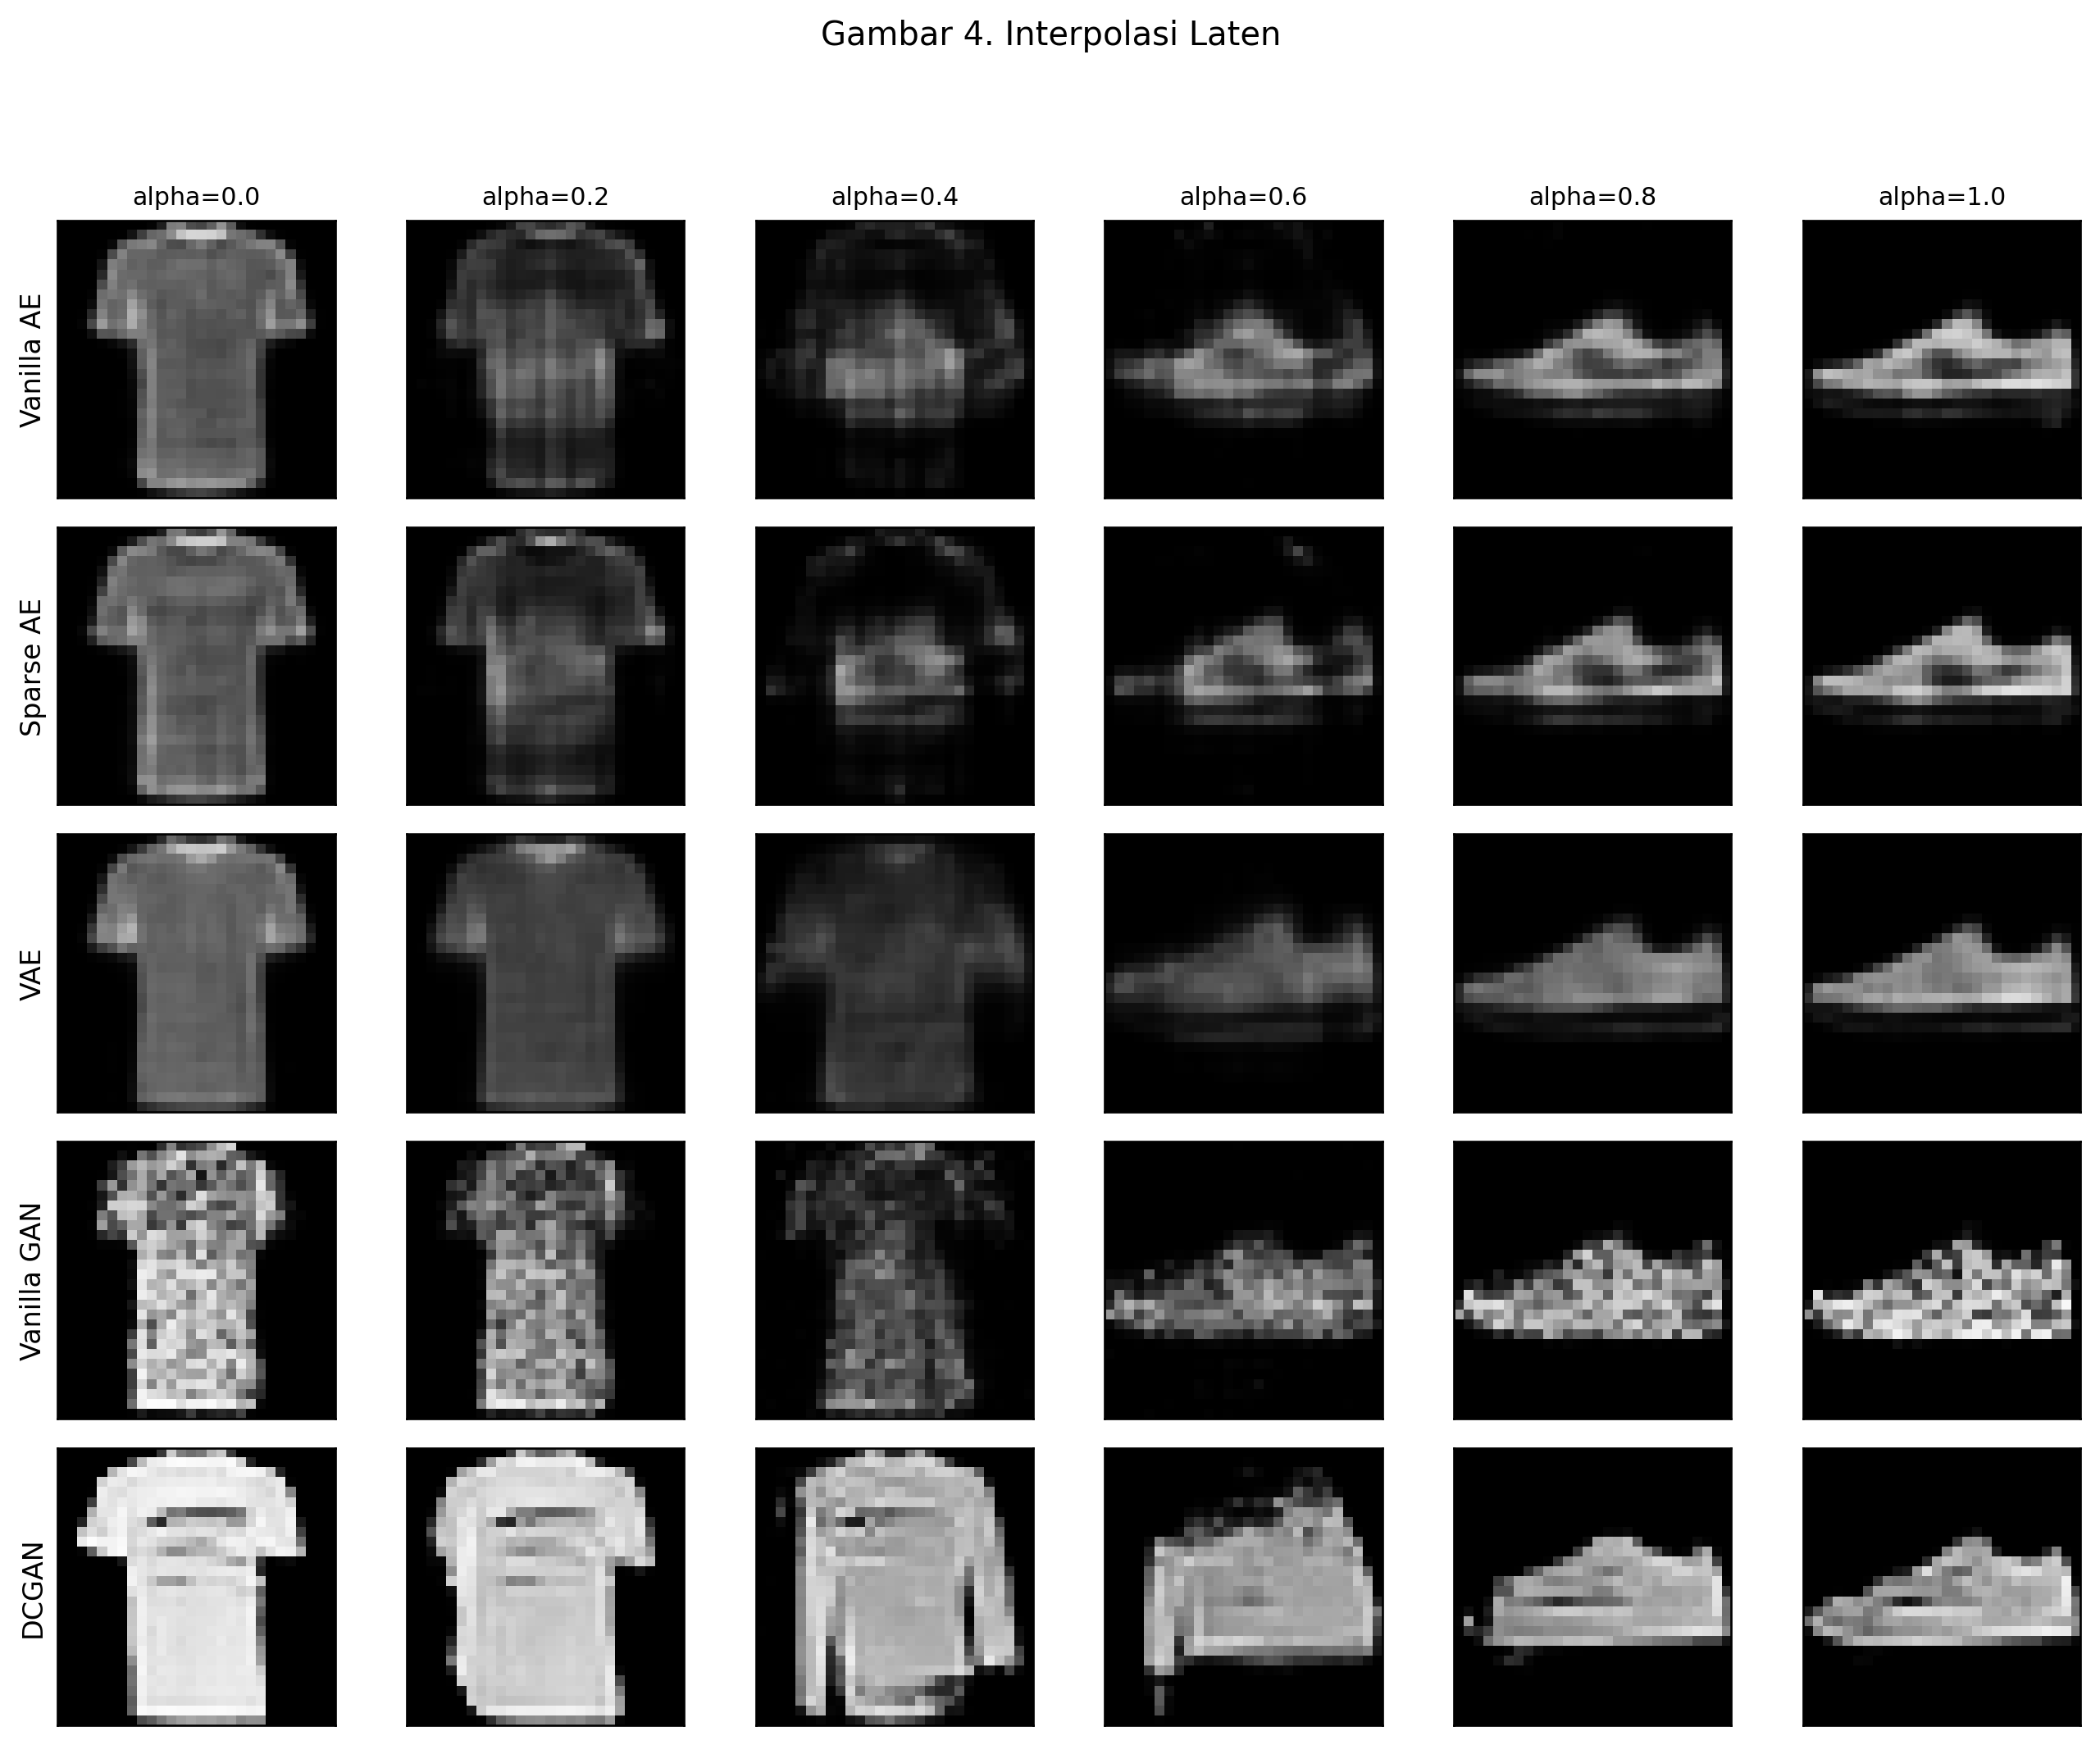 Gambar 4. Interpolasi Laten
alpha=0.0 alpha=0.2 alpha=0.4 alpha=0.6 alpha=0.8 alpha=1.0
Vanilla AE
Sparse AE
VAE
Vanilla GAN
DCGAN